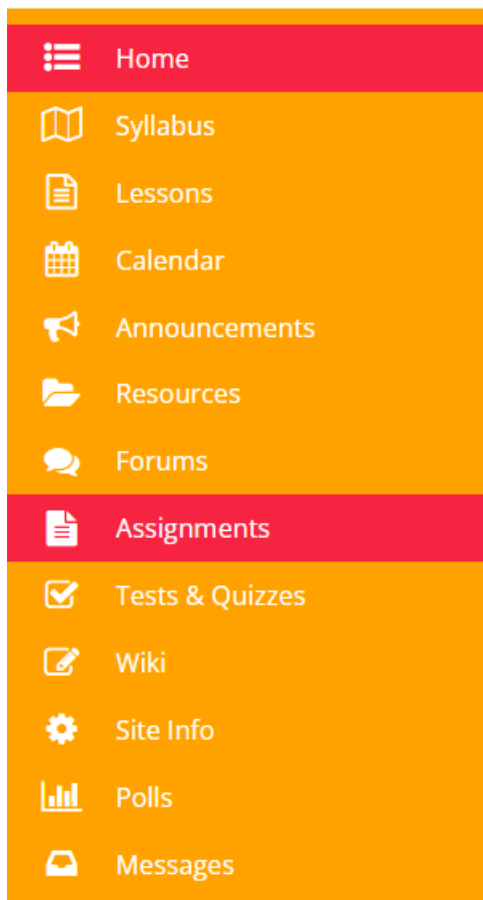 Home
Syllabus
Lessons
Calendar
Announcements
Resources
Forums
Assignments
Tests & Quizzes
Wiki
Site Info
Polls
Messages